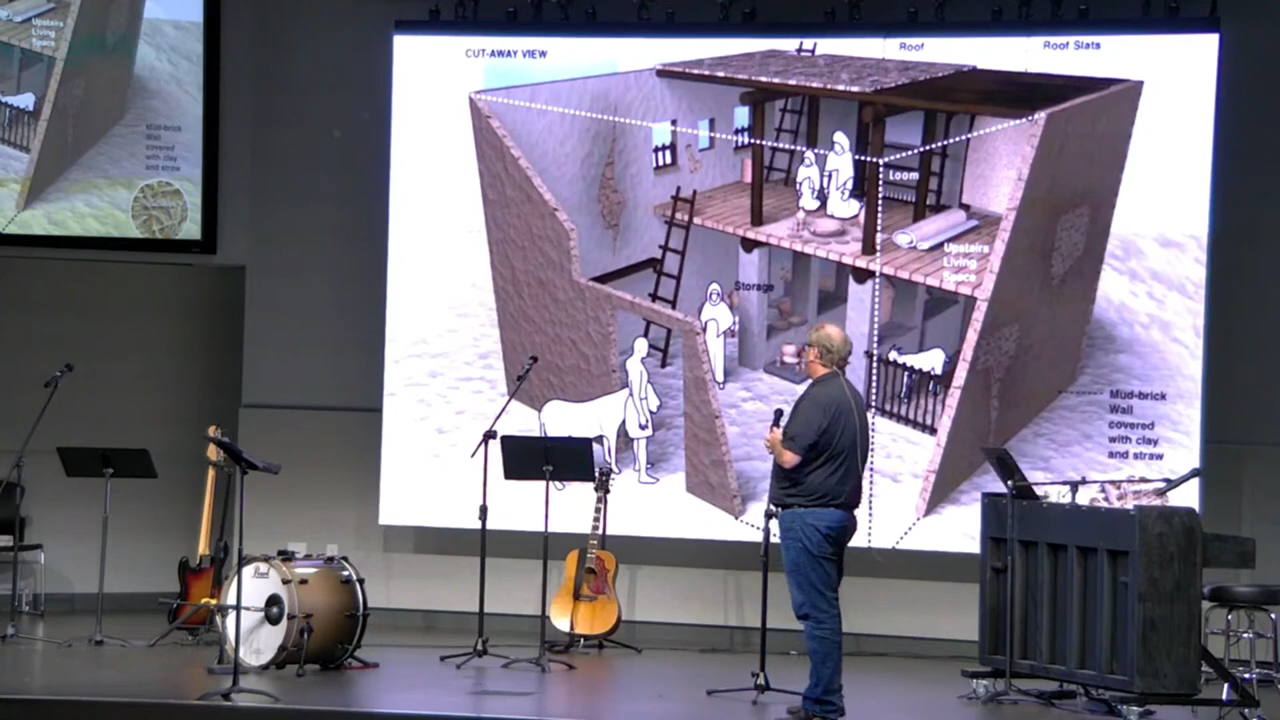 Upstairs
Living
Space
Mud-brick
Wall
covered
with clay
and straw
CUT-AWAY VIEW
Roof
Roof Slats
Loom
Upstairs
Living
Space
Storage
Mud-brick
Wall
covered
with clay
and straw
Pearl